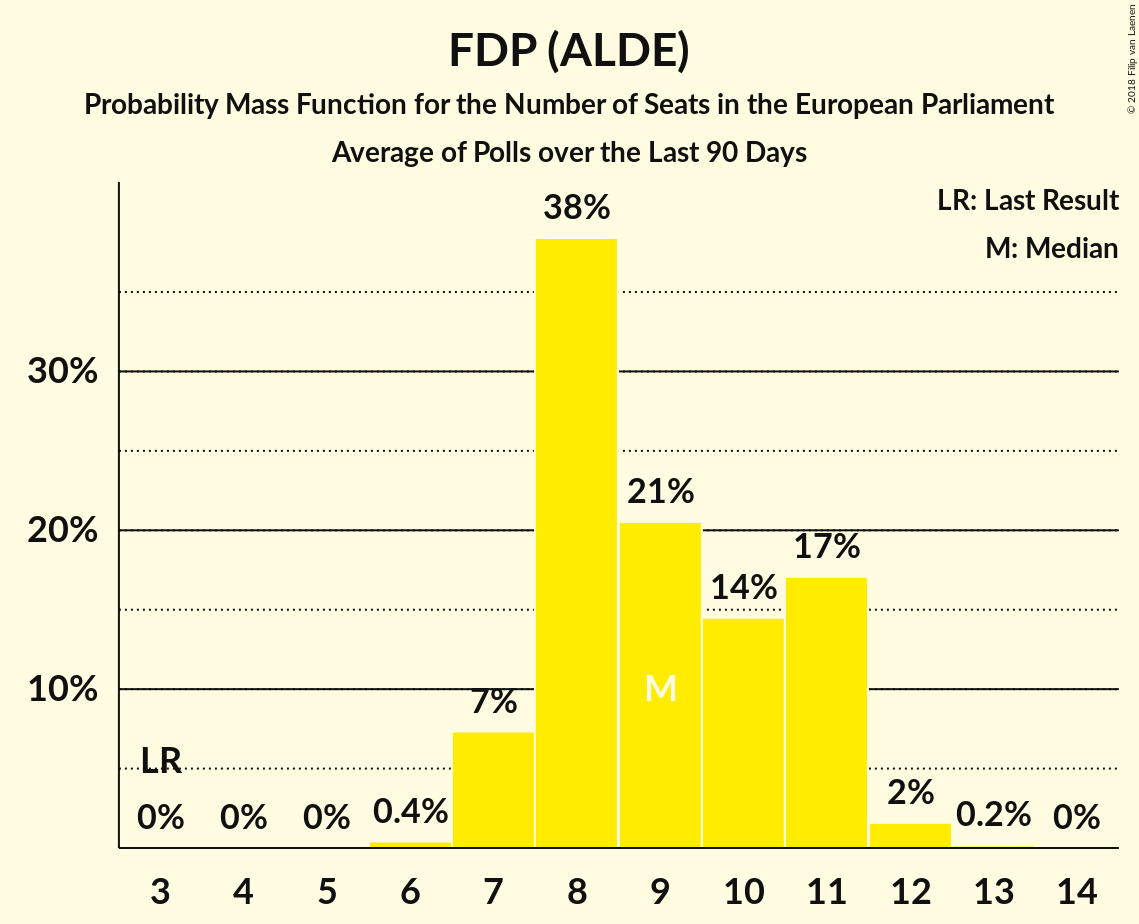 FDP (ALDE)
Probability Mass Function for the Number of Seats in the European Parliament
Average of Polls over the Last 90 Days
© 2018 Filip van Laenen
LR: Last Result
M: Median
38%
30%
21%
20%
17%
14%
10%
M
7%
LR
0%
0%
0%
0.4%
2%
0.2%
0%
3 4 5 6 7 8 9 10 11 12 13 14